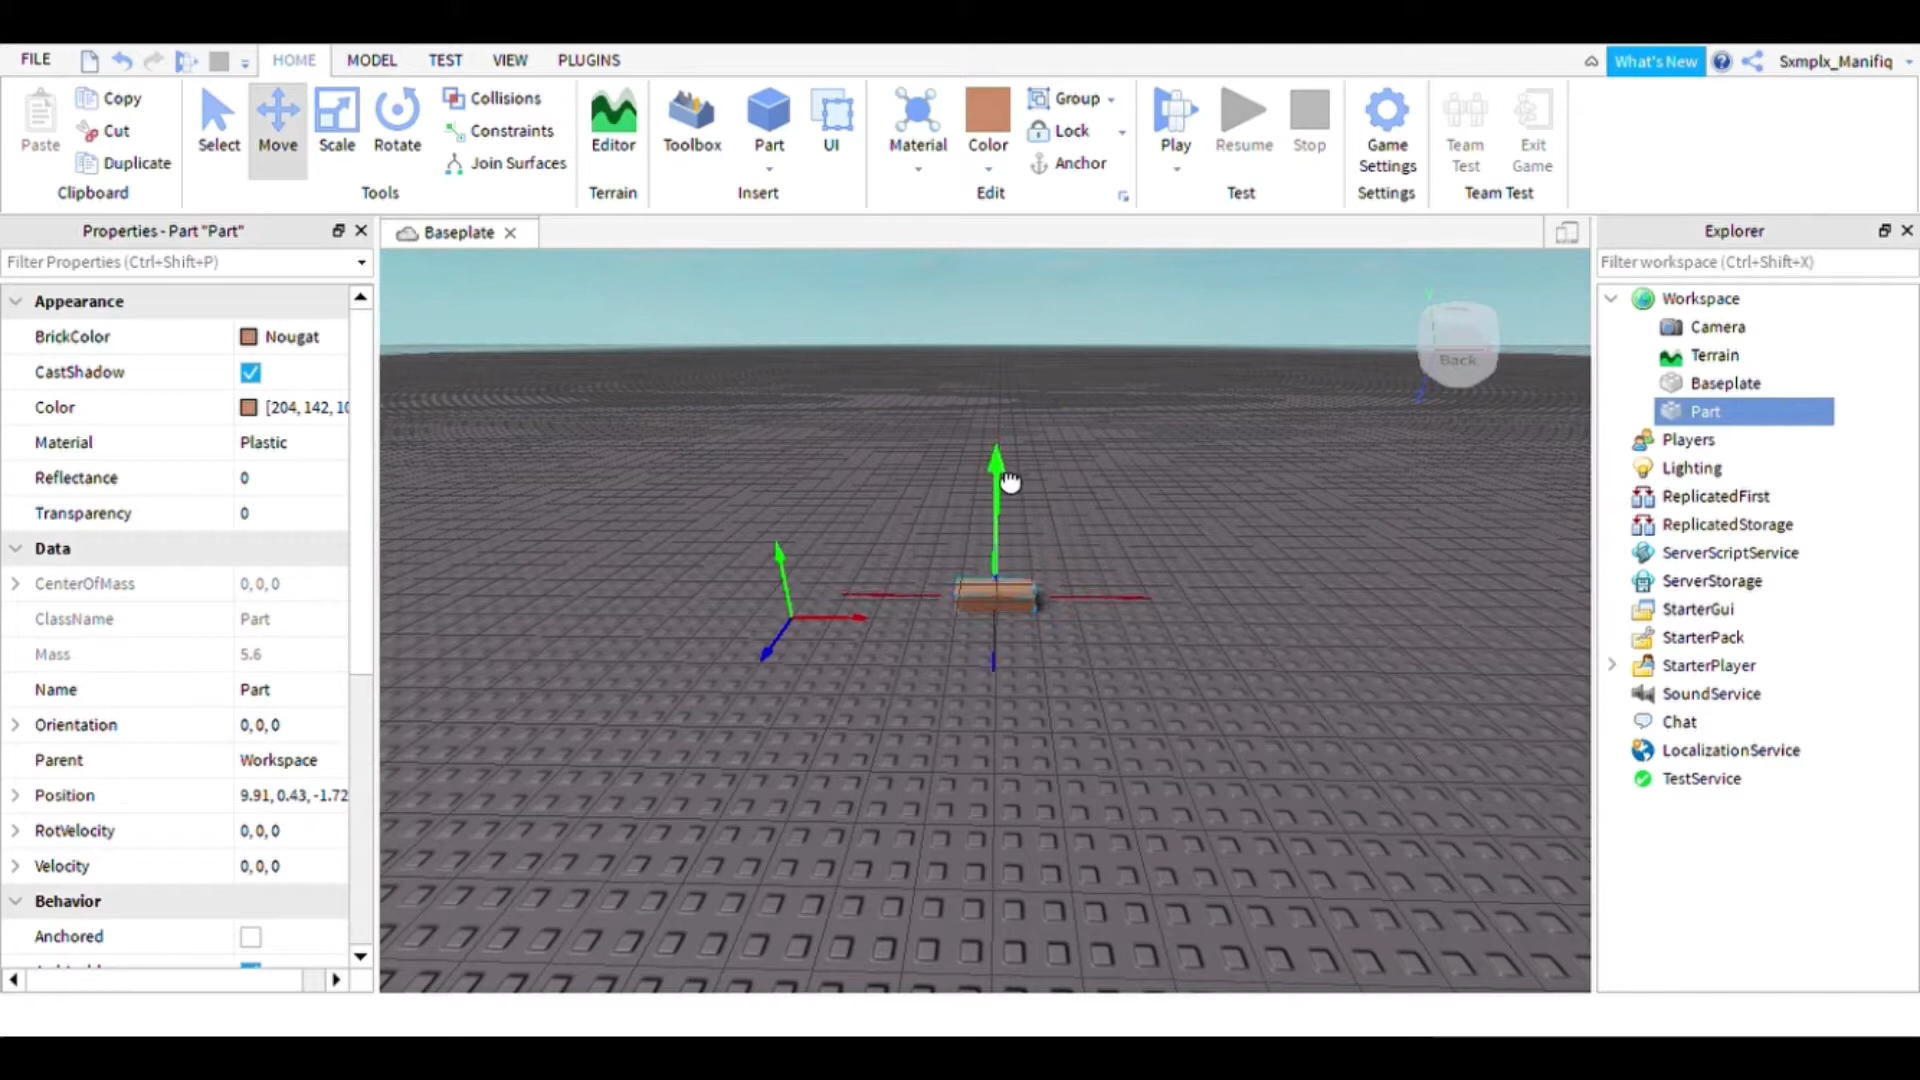 FILE HOME MODEL TEST VIEW PLUGINS What's New Sxmplx_Manifiq
Paste Copy Cut Duplicate
Clipboard
Select Move Scale Rotate Collisions Constraints Join Surfaces
Tools
Editor
Terrain
Toolbox Part UI
Insert
Material Color Group Lock Anchor
Edit
Play Resume Stop
Test
Game Settings
Settings
Team Test Exit Game
Team Test
Properties - Part "Part"
Filter Properties (Ctrl+Shift+P)
Appearance
BrickColor Nougat
CastShadow
Color [204, 142, 10
Material Plastic
Reflectance 0
Transparency 0
Data
CenterOfMass 0, 0, 0
ClassName Part
Mass 5.6
Name Part
Orientation 0, 0, 0
Parent Workspace
Position 9.91, 0.43, -1.72
RotVelocity 0, 0, 0
Velocity 0, 0, 0
Behavior
Anchored
Baseplate
Back
Explorer
Filter workspace (Ctrl+Shift+X)
Workspace
Camera
Terrain
Baseplate
Part
Players
Lighting
ReplicatedFirst
ReplicatedStorage
ServerScriptService
ServerStorage
StarterGui
StarterPack
StarterPlayer
SoundService
Chat
LocalizationService
TestService